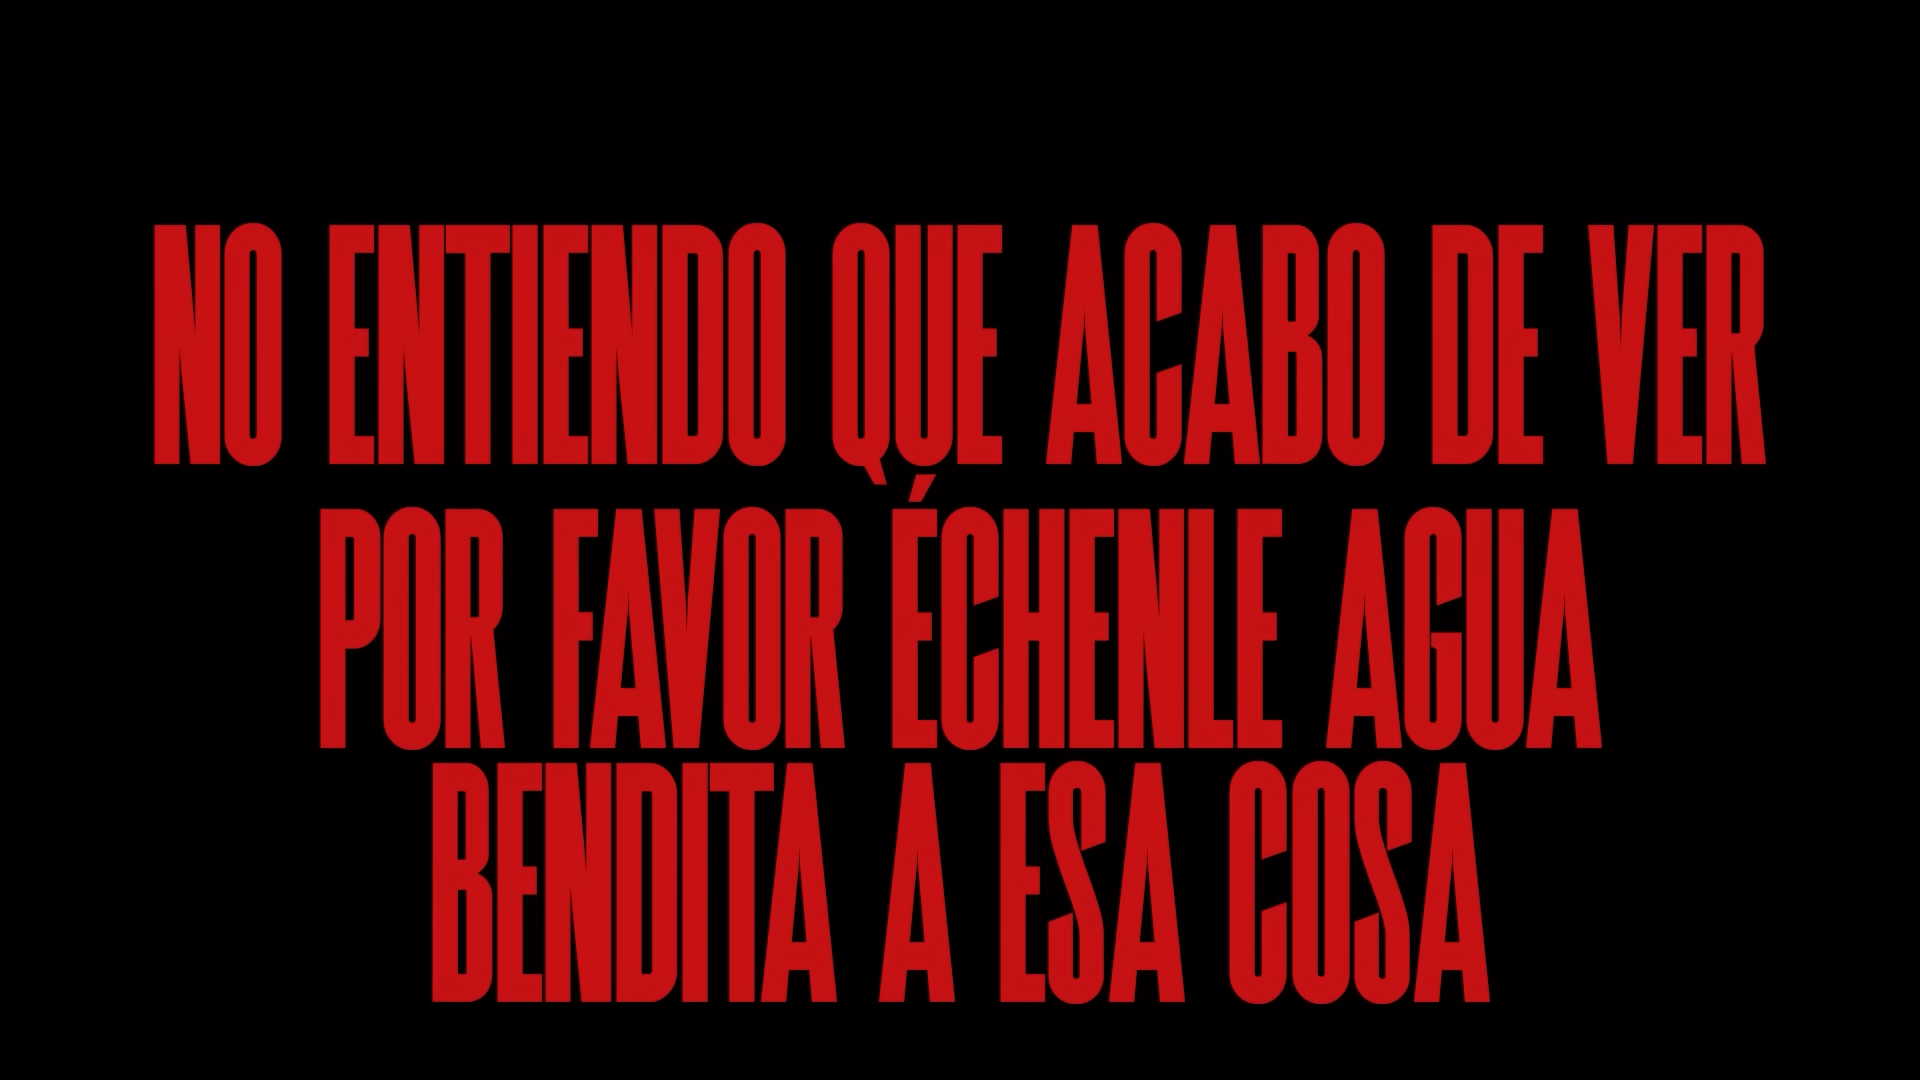 NO ENTIENDO QUE ACABO DE VER
POR FAVOR ÉCHENLE AGUA
BENDITA A ESA COSA